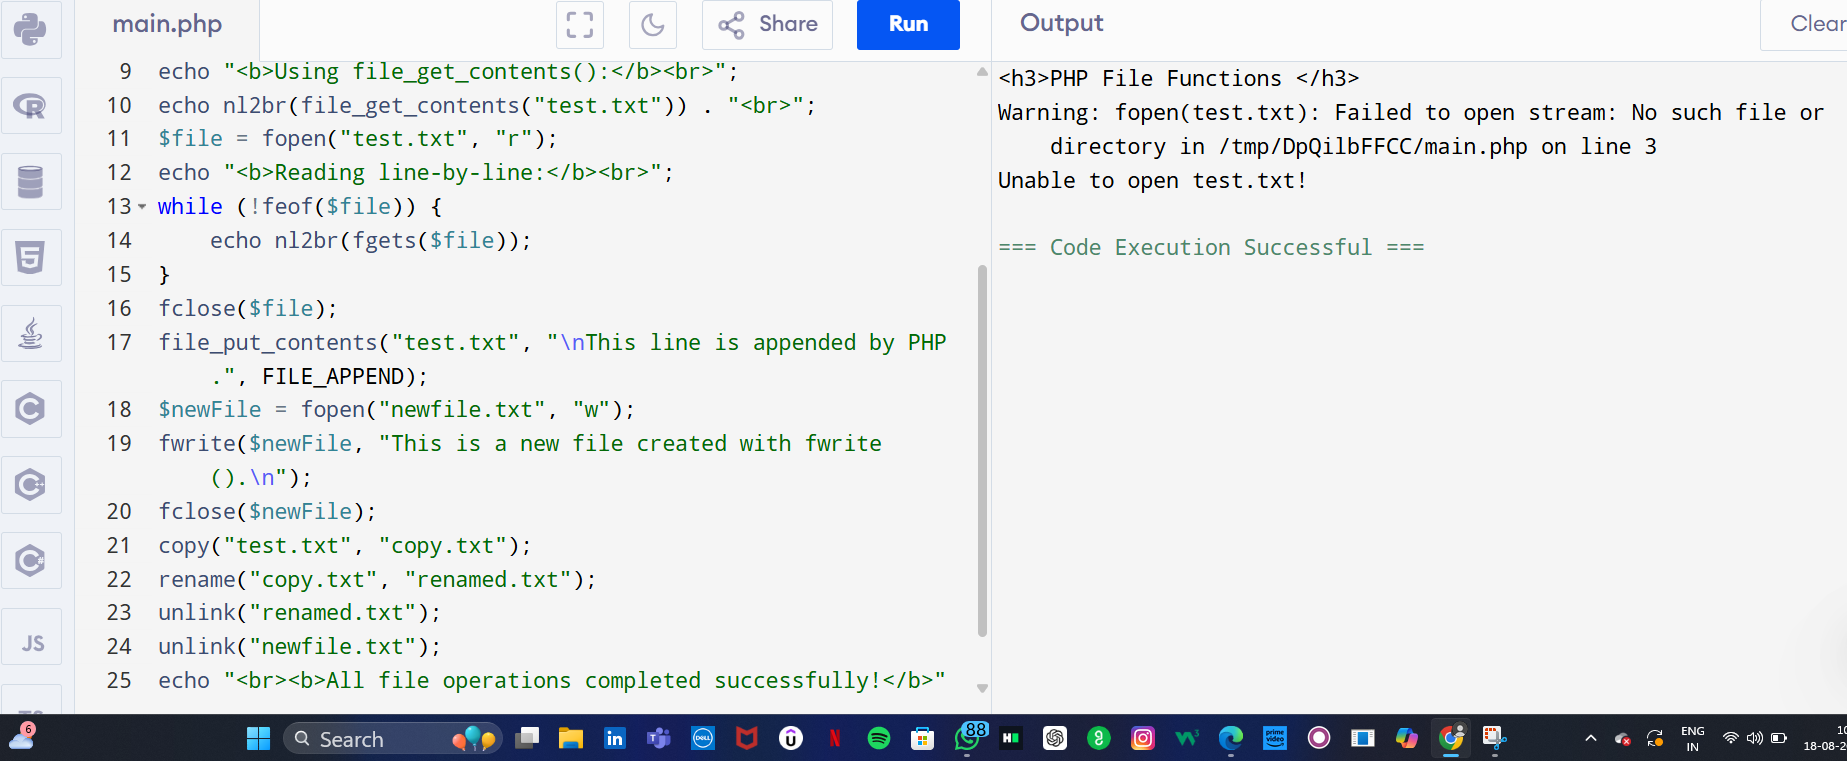 main.php
Share
Run
Output
Clear
9 echo "<b>Using file_get_contents():</b><br>";
10 echo nl2br(file_get_contents("test.txt")) . "<br>";
11 $file = fopen("test.txt", "r");
12 echo "<b>Reading line-by-line:</b><br>";
13 while (!feof($file)) {
14 echo nl2br(fgets($file));
15 }
16 fclose($file);
17 file_put_contents("test.txt", "\nThis line is appended by PHP
.", FILE_APPEND);
18 $newFile = fopen("newfile.txt", "w");
19 fwrite($newFile, "This is a new file created with fwrite
().\n");
20 fclose($newFile);
21 copy("test.txt", "copy.txt");
22 rename("copy.txt", "renamed.txt");
23 unlink("renamed.txt");
24 unlink("newfile.txt");
25 echo "<br><b>All file operations completed successfully!</b>"
<h3>PHP File Functions </h3>
Warning: fopen(test.txt): Failed to open stream: No such file or
directory in /tmp/DpQilbFFCC/main.php on line 3
Unable to open test.txt!
=== Code Execution Successful ===
JS
6
Search
88
ENG
IN
18-08-2